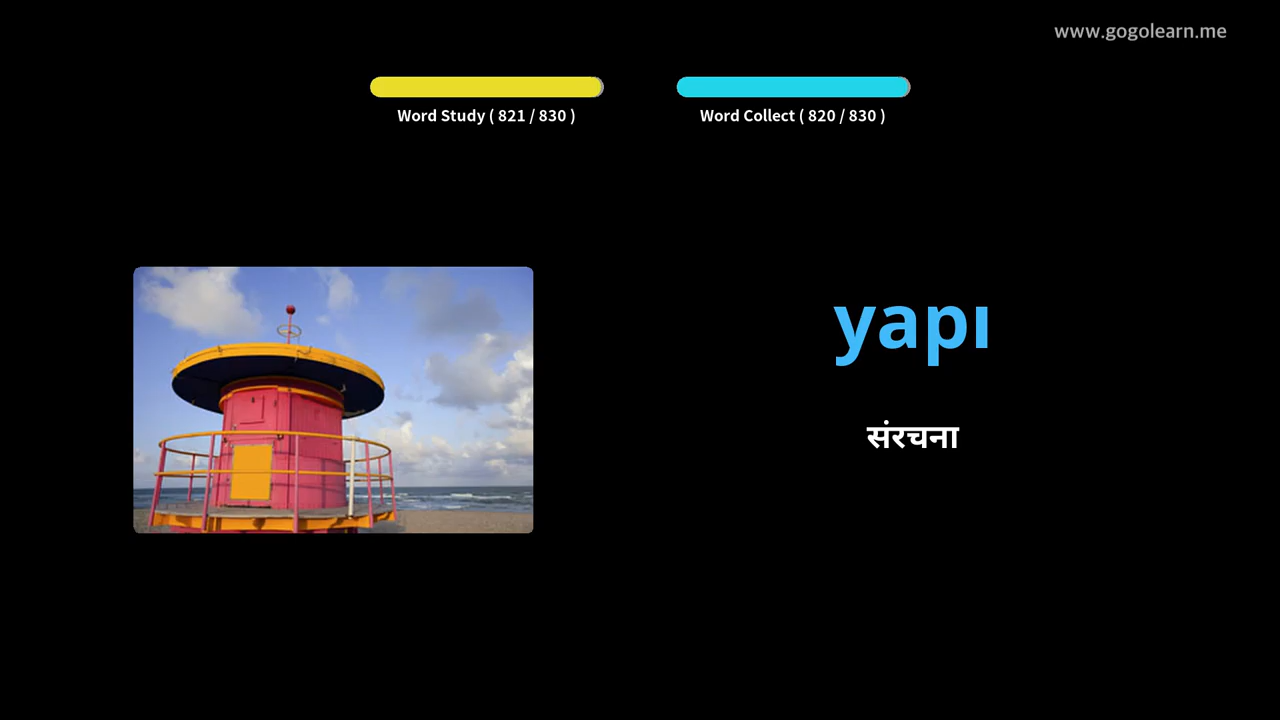 www.gogolearn.me
Word Study ( 821 / 830 )
Word Collect ( 820 / 830 )
yapı
संरचना